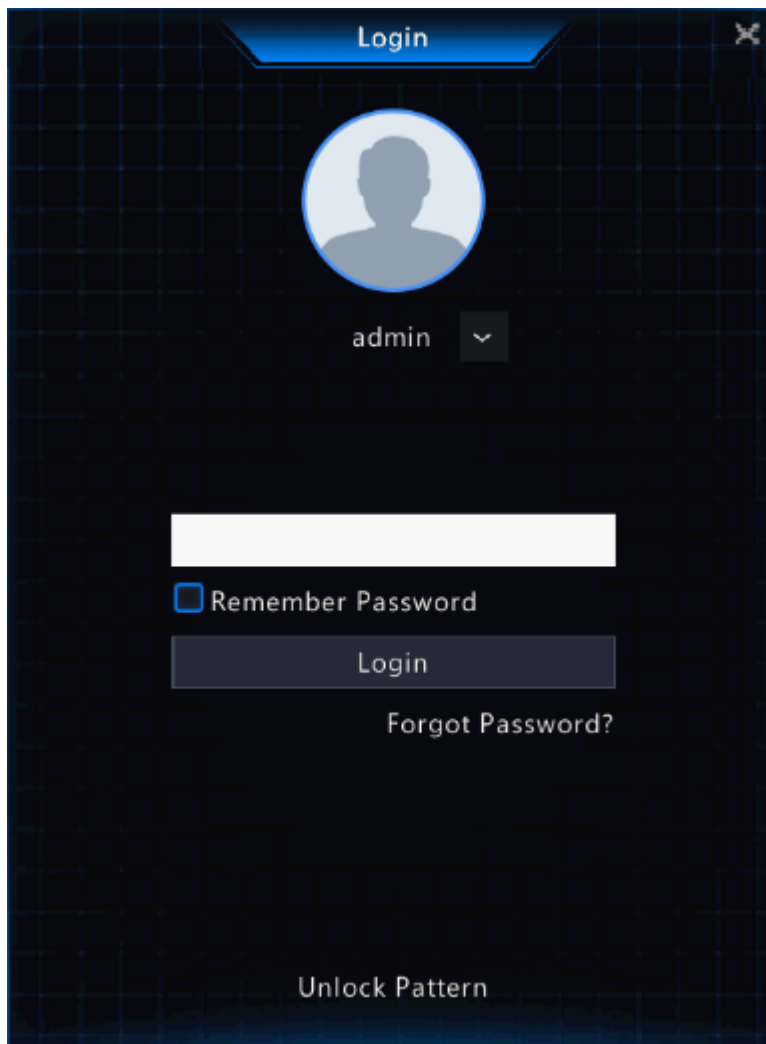 Login
admin
Remember Password
Login
Forgot Password?
Unlock Pattern